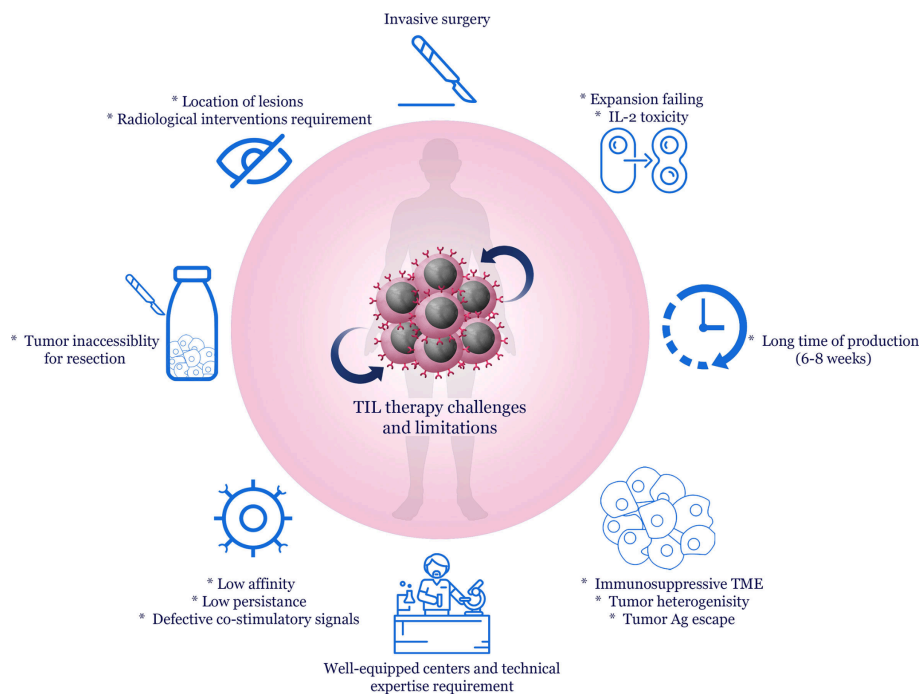 Invasive surgery
* Location of lesions
* Radiological interventions requirement
* Expansion failing
* IL-2 toxicity
* Tumor inaccessiblity
for resection
* Long time of production
(6-8 weeks)
TIL therapy challenges
and limitations
* Low affinity
* Low persistance
* Defective co-stimulatory signals
* Immunosuppressive TME
* Tumor heterogenisity
* Tumor Ag escape
Well-equipped centers and technical
expertise requirement